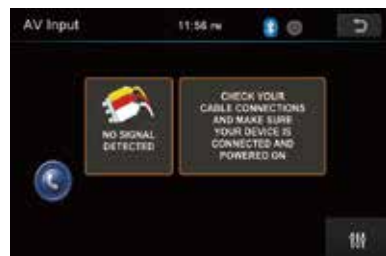 AV Input
11:56 PM
NO SIGNAL
DETECTED
CHECK YOUR
CABLE CONNECTIONS
AND MAKE SURE
YOUR DEVICE IS
CONNECTED AND
POWERED ON